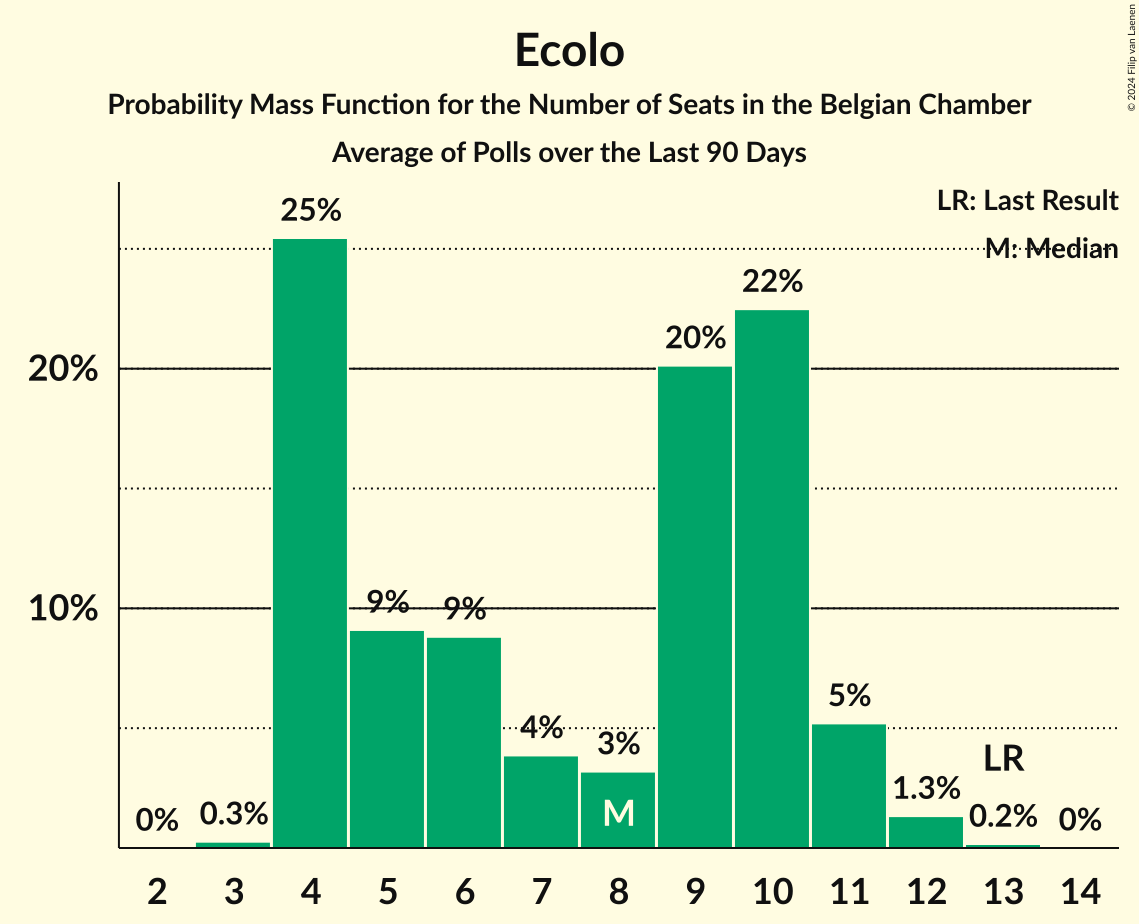 Ecolo
Probability Mass Function for the Number of Seats in the Belgian Chamber
Average of Polls over the Last 90 Days
© 2024 Filip van Laenen
LR: Last Result
M: Median
25%
22%
20%
20%
10%
9%
9%
5%
4%
3%
LR
1.3%
M
0%
0.3%
0.2%
0%
2 3 4 5 6 7 8 9 10 11 12 13 14